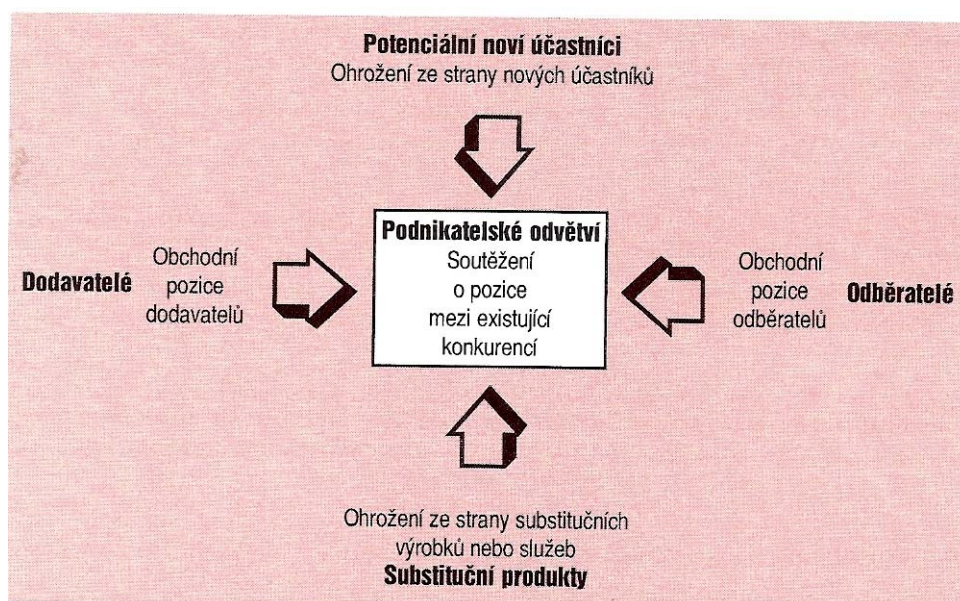 Potenciální noví účastníci
Ohrožení ze strany nových účastníků
Dodavatelé
Obchodní
pozice
dodavatelů
Podnikatelské odvětví
Soutěžení
o pozice
mezi existující
konkurencí
Obchodní
pozice
odběratelů
Odběratelé
Ohrožení ze strany substitučních
výrobků nebo služeb
Substituční produkty